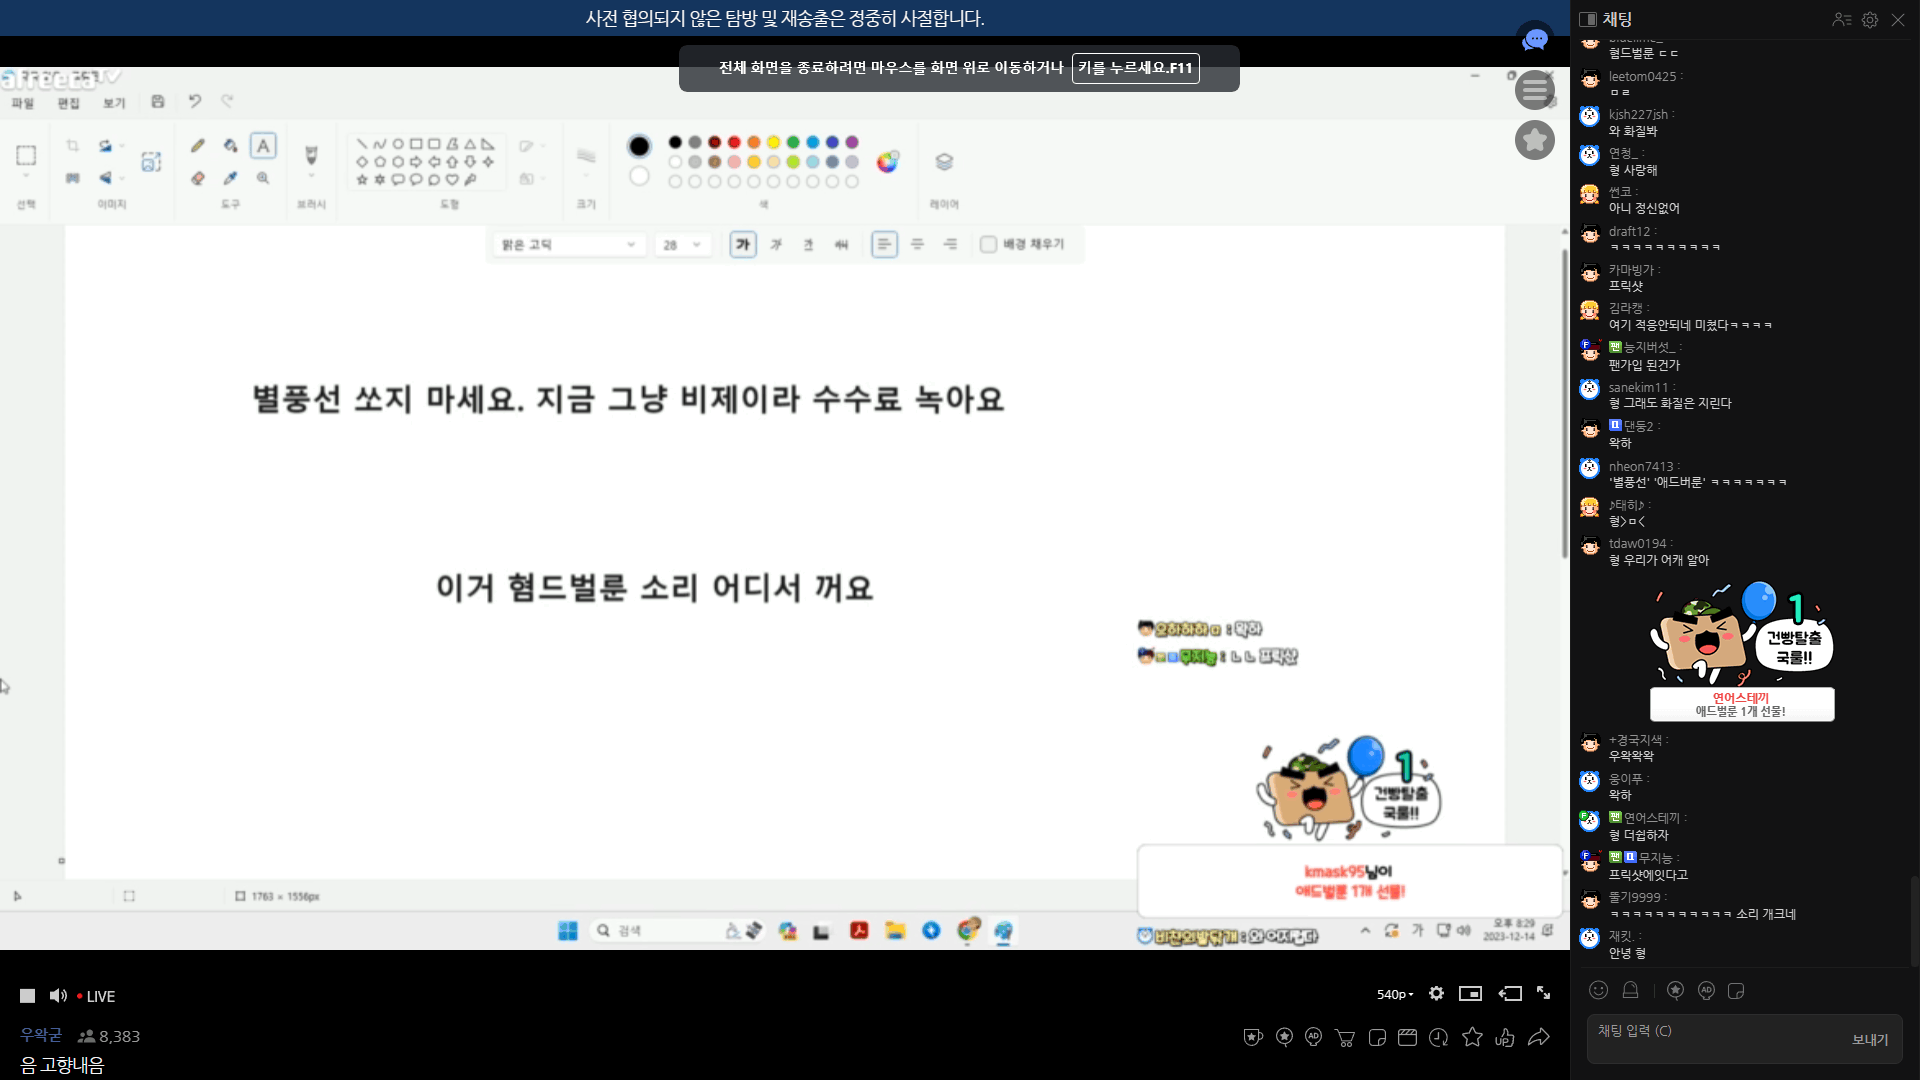 사전 협의되지 않은 탐방 및 재송출은 정중히 사절합니다.
전체 화면을 종료하려면 마우스를 화면 위로 이동하거나 키를 누르세요.F11
파일 편집 보기
선택 이미지 도구 브러시 도형 크기 색 레이어
맑은 고딕 28 가 가 가 가 배경 채우기
별풍선 쏘지 마세요. 지금 그냥 비제이라 수수료 녹아요
이거 혐드벌룬 소리 어디서 꺼요
오하하하ㅁ : 왁하
무지능 : ㄴㄴ 프릭샷
1
건빵탈출
국룰!!
kmask95님이
애드벌룬 1개 선물!
1763 × 1556px
검색
오후 8:29
2023-12-14
LIVE
540p
우왁굳 8,383
음 고향내음
채팅
혐드벌룬 ㄷㄷ
leetom0425 :
ㅁㄹ
kjsh227jsh :
와 화질봐
연청_ :
형 사랑해
썬코 :
아니 정신없어
draft12 :
ㅋㅋㅋㅋㅋㅋㅋㅋㅋㅋ
카마빙가 :
프릭샷
김라캥 :
여기 적응안되네 미쳤다ㅋㅋㅋㅋ
팬 능지버섯_ :
팬가입 된건가
sanekim11 :
형 그래도 화질은 지린다
댄둥2 :
왁하
nheon7413 :
'별풍선' '애드버룬' ㅋㅋㅋㅋㅋㅋㅋ
♪태히♪ :
형>ㅁ<
tdaw0194 :
형 우리가 어캐 알아
1
건빵탈출
국룰!!
연어스테끼
애드벌룬 1개 선물!
+경국지색 :
우왁왁왁
웅이푸 :
왁하
팬 연어스테끼 :
형 더쉽하자
팬 무지능 :
프릭샷에잇다고
뚤기9999 :
ㅋㅋㅋㅋㅋㅋㅋㅋㅋㅋㅋ 소리 개크네
재킷. :
안녕 형
채팅 입력 (C)
보내기